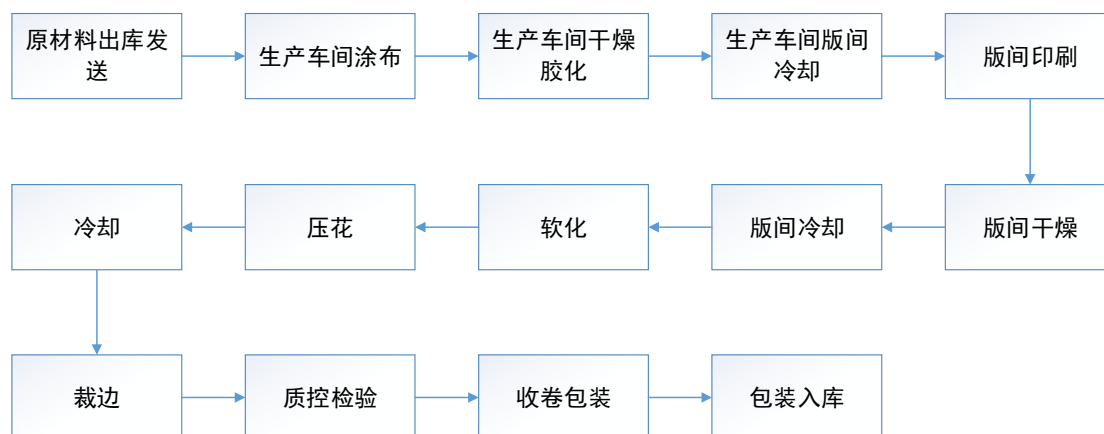 原材料出库发
送
生产车间涂布
生产车间干燥
胶化
生产车间版间
冷却
版间印刷
版间干燥
版间冷却
软化
压花
冷却
裁边
质控检验
收卷包装
包装入库